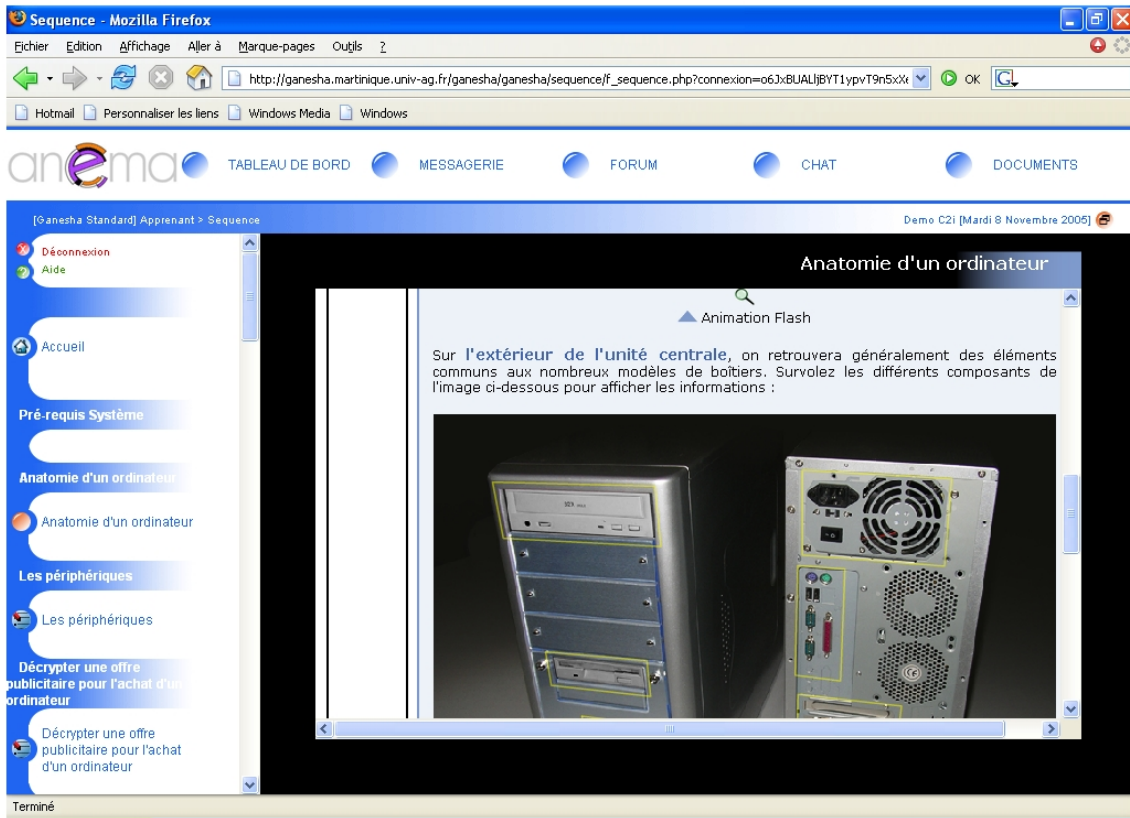 Sequence - Mozilla Firefox
Fichier Edition Affichage Aller à Marque-pages Outils ?
http://ganesha.martinique.univ-ag.fr/ganesha/ganesha/sequence/f_sequence.php?connexion= OK G
Hotmail Personnaliser les liens Windows Media Windows
anema TABLEAU DE BORD MESSAGERIE FORUM CHAT DOCUMENTS
[Ganesha Standard] Apprenant > Sequence Demo C2i [Mardi 8 Novembre 2005]
Déconnexion
Aide
Accueil
Pré-requis Système
Anatomie d'un ordinateur
Anatomie d'un ordinateur
Les périphériques
Les périphériques
Décrypter une offre
publicitaire pour l'achat d'un
ordinateur
Décrypter une offre
publicitaire pour l'achat
d'un ordinateur
Anatomie d'un ordinateur
Animation Flash
Sur l'extérieur de l'unité centrale, on retrouvera généralement des éléments
communs aux nombreux modèles de boîtiers. Survolez les différents composants de
l'image ci-dessous pour afficher les informations :
Terminé